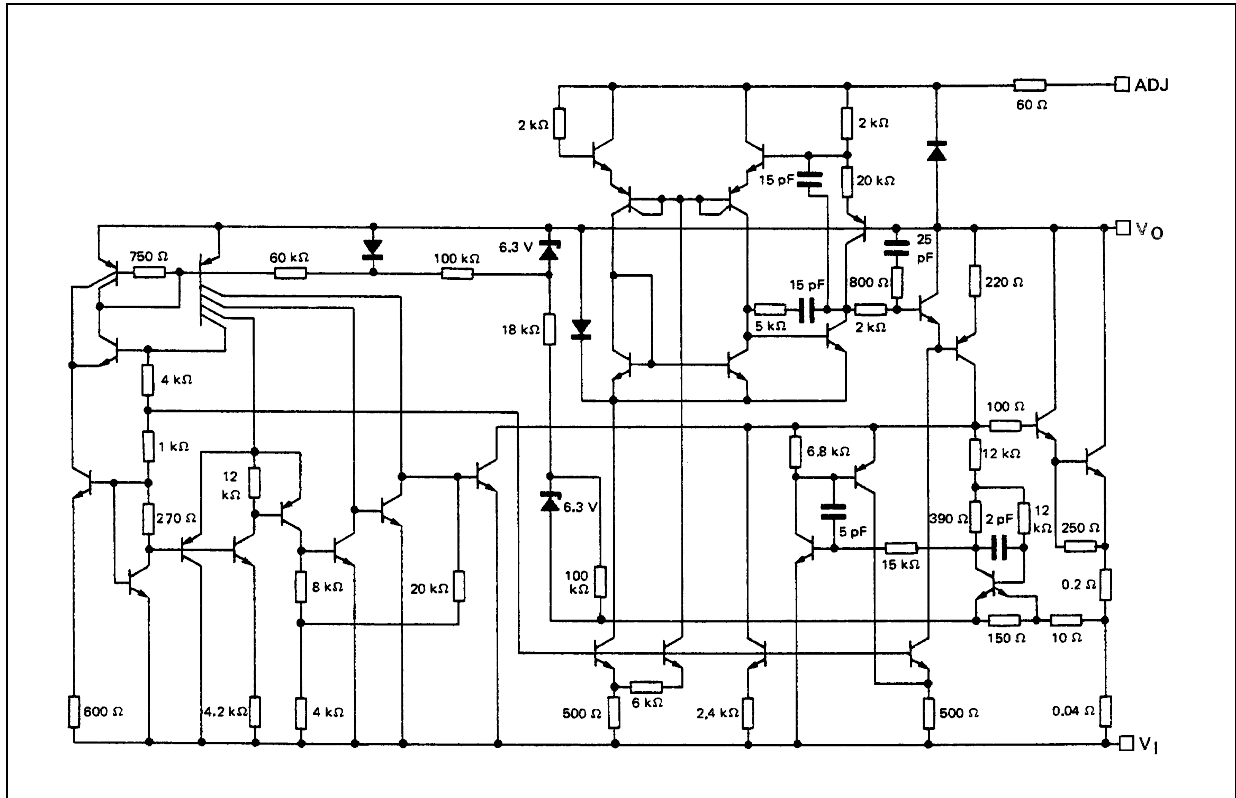 ADJ
60 Ω
2 kΩ
2 kΩ
15 pF
20 kΩ
VO
6.3 V
25
pF
750 Ω
60 kΩ
100 kΩ
15 pF
800 Ω
220 Ω
5 kΩ
2 kΩ
18 kΩ
4 kΩ
100 Ω
1 kΩ
6.8 kΩ
12 kΩ
12
kΩ
6.3 V
270 Ω
5 pF
390 Ω
2 pF
12
kΩ
250 Ω
15 kΩ
8 kΩ
20 kΩ
100
kΩ
0.2 Ω
150 Ω
10 Ω
6 kΩ
600 Ω
4.2 kΩ
4 kΩ
500 Ω
2,4 kΩ
500 Ω
0.04 Ω
VI